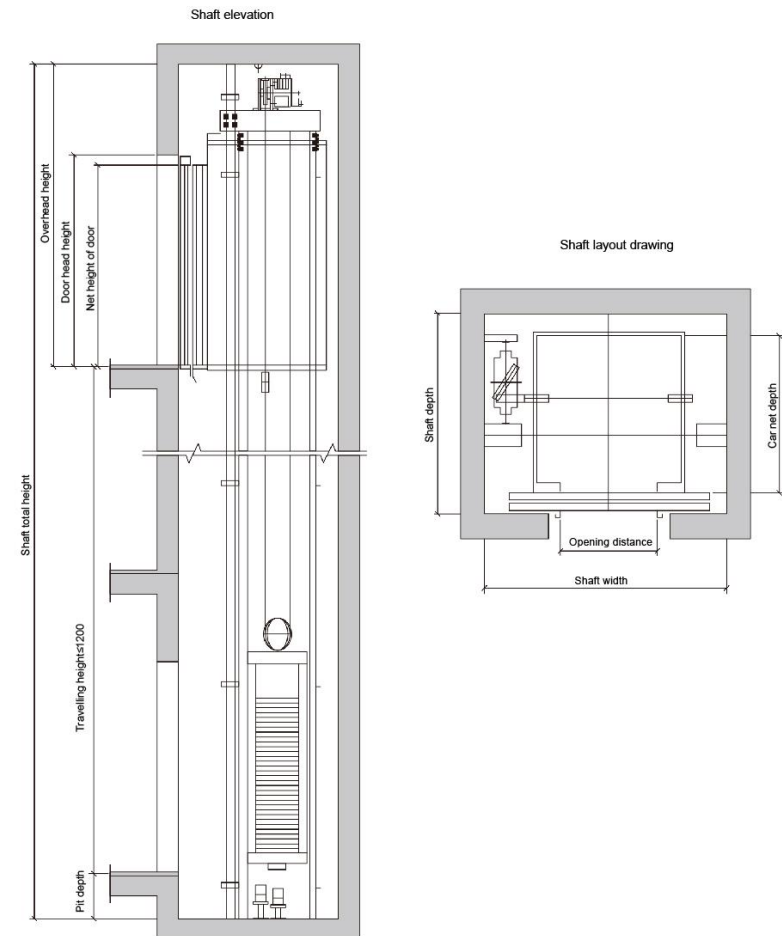 Shaft elevation
Overhead height
Door head height
Net height of door
Shaft total height
Travelling height≤1200
Pit depth
Shaft layout drawing
Shaft depth
Car net depth
Opening distance
Shaft width